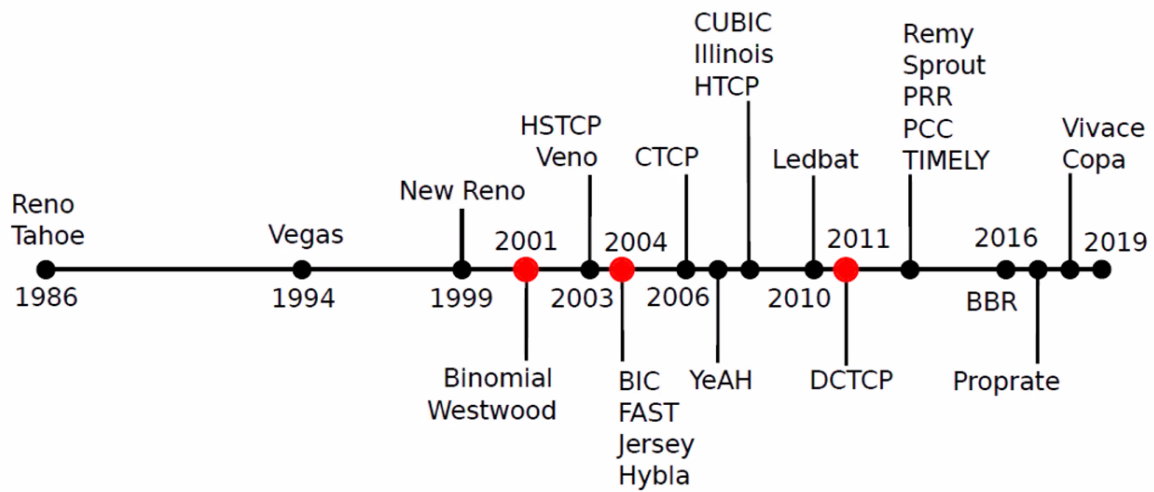 CUBIC
Illinois
HTCP
Remy
Sprout
PRR
PCC
TIMELY
HSTCP
Veno
CTCP
Ledbat
Vivace
Copa
Reno
Tahoe
Vegas
New Reno
2001
2004
2011
2016
2019
1986
1994
1999
2003
2006
2010
BBR
Binomial
Westwood
BIC
FAST
Jersey
Hybla
YeAH
DCTCP
Proprate